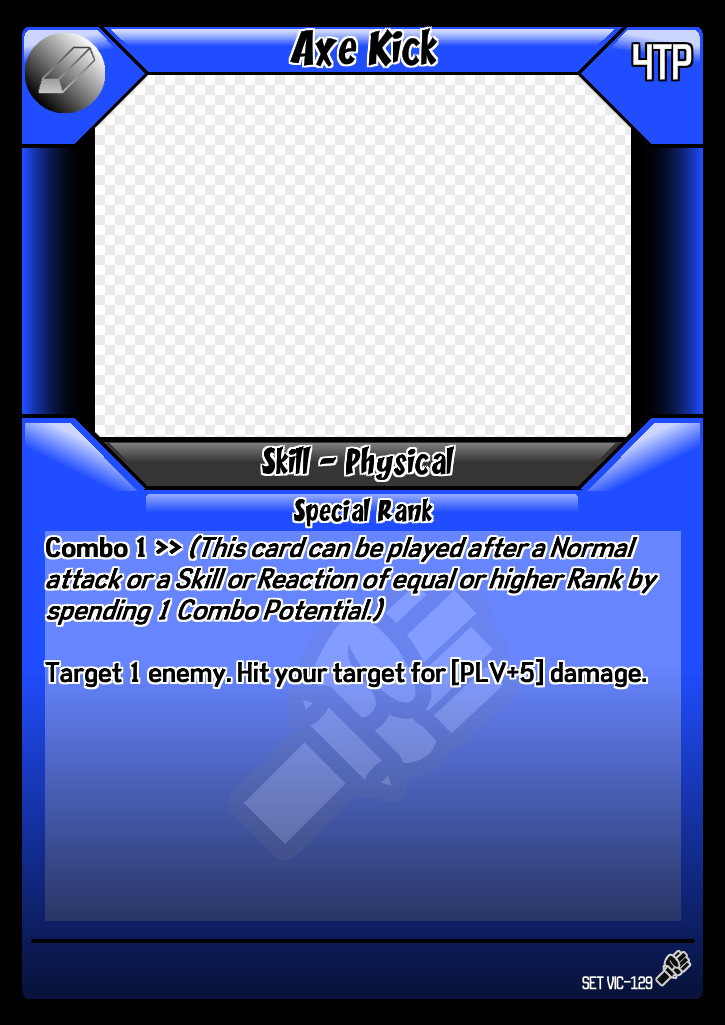 Axe Kick
4TP
Skill - Physical
Special Rank
Combo 1 >> (This card can be played after a Normal
attack or a Skill or Reaction of equal or higher Rank by
spending 1 Combo Potential.)
Target 1 enemy. Hit your target for [PLV+5] damage.
SET VIC-129